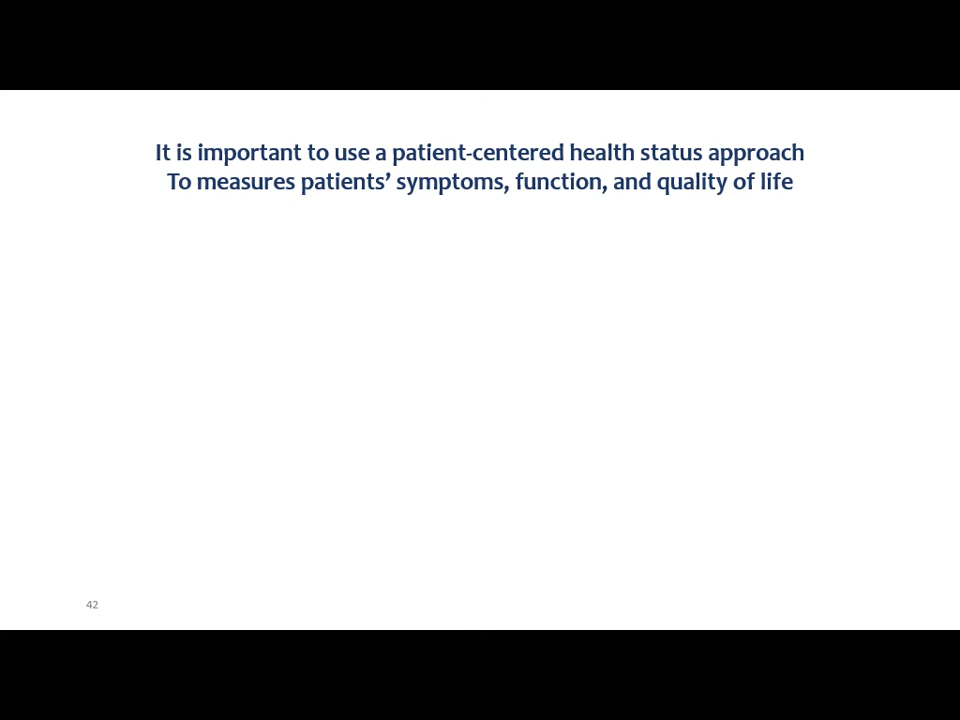 It is important to use a patient-centered health status approach
To measures patients’ symptoms, function, and quality of life
42